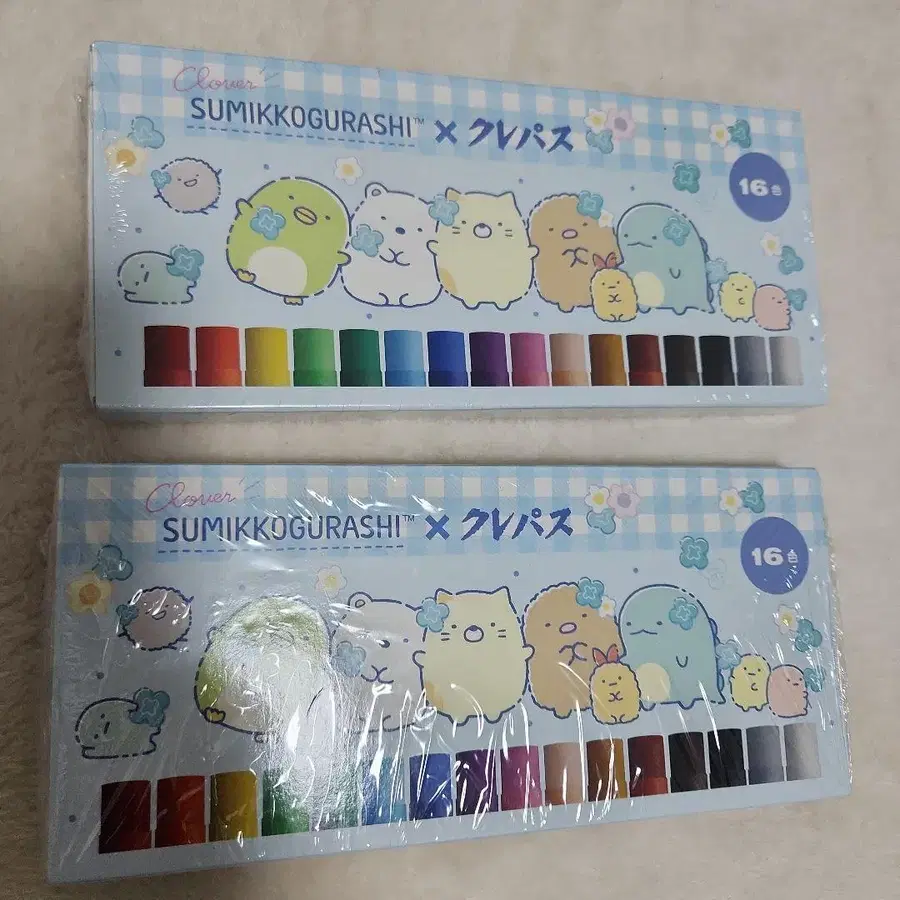 Clover
SUMIKKOGURASHI™ × クレパス
16色
Clover
SUMIKKOGURASHI™ × クレパス
16色